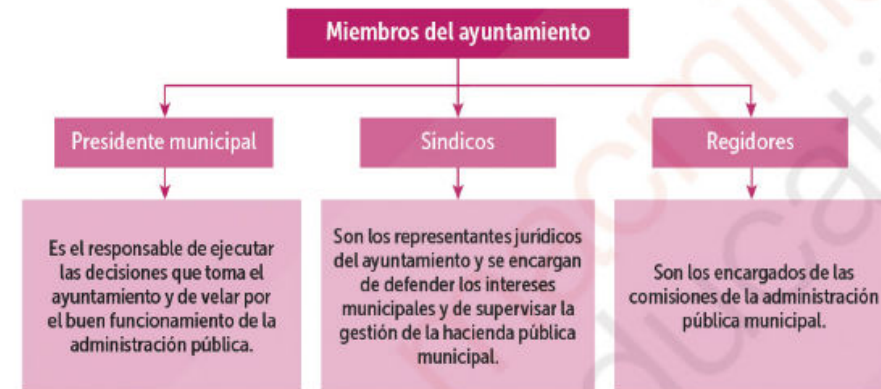 Miembros del ayuntamiento
Presidente municipal
Síndicos
Regidores
Es el responsable de ejecutar
las decisiones que toma el
ayuntamiento y de velar por
el buen funcionamiento de la
administración pública.
Son los representantes jurídicos
del ayuntamiento y se encargan
de defender los intereses
municipales y de supervisar la
gestión de la hacienda pública
municipal.
Son los encargados de las
comisiones de la administración
pública municipal.